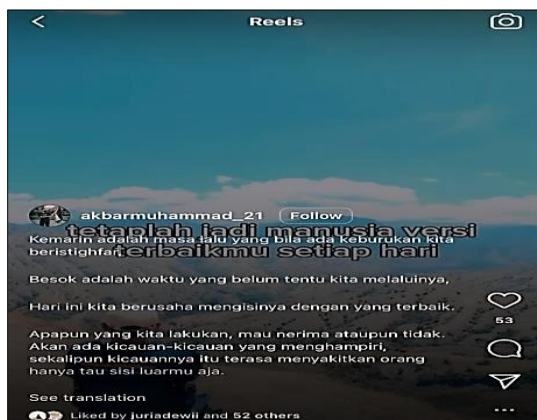 Reels
akbarmuhammad_21 Follow
tetaplah jadi manusia versi
terbaikmu setiap hari
Kemarin adalah masa lalu yang bila ada keburukan kita
beristighfar.
Besok adalah waktu yang belum tentu kita melaluinya,
Hari ini kita berusaha mengisinya dengan yang terbaik.
Apapun yang kita lakukan, mau nerima ataupun tidak.
Akan ada kicauan-kicauan yang menghampiri,
sekalipun kicauannya itu terasa menyakitkan orang
hanya tau sisi luarmu aja.
See translation
Liked by juriadewii and 52 others
53